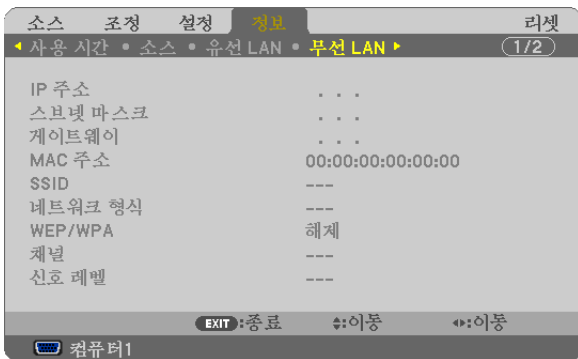 소스 조정 설정 정보 리셋
◀ 사용 시간 • 소스 • 유선 LAN • 무선 LAN ▶ 1/2
IP 주소 . . .
스브넷 마스크 . . .
게이트웨이 . . .
MAC 주소 00:00:00:00:00:00
SSID ---
네트워크 형식 ---
WEP/WPA 해제
채널 ---
신호 레벨 ---
EXIT :종료 ◆:이동 ◀▶:이동
컴퓨터1